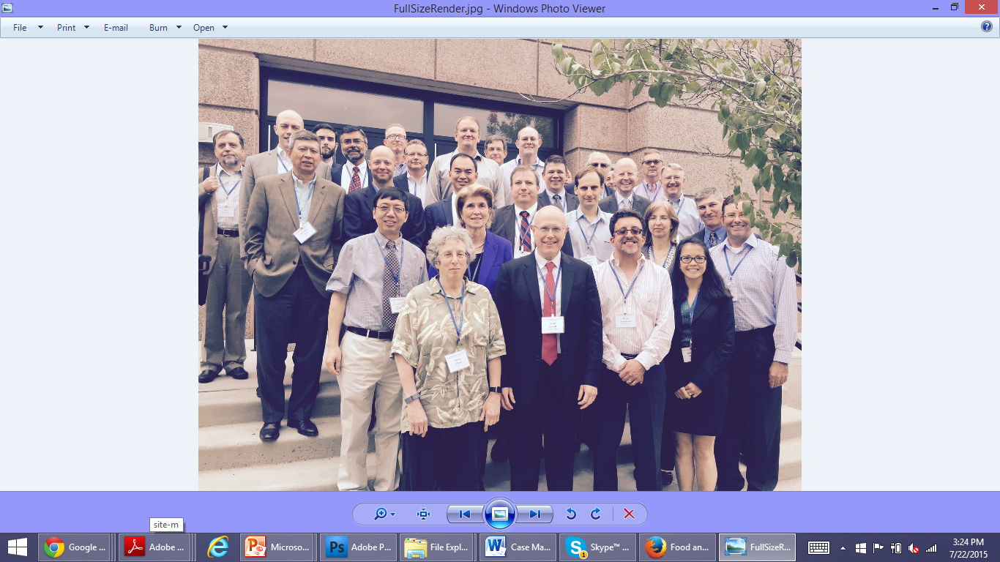 FullSizeRender.jpg - Windows Photo Viewer
File Print E-mail Burn Open
site-m
Google ... Adobe ... Microso... Adobe P... File Expl... Case Ma... Skype™ ... Food an... FullSizeR...
3:24 PM
7/22/2015